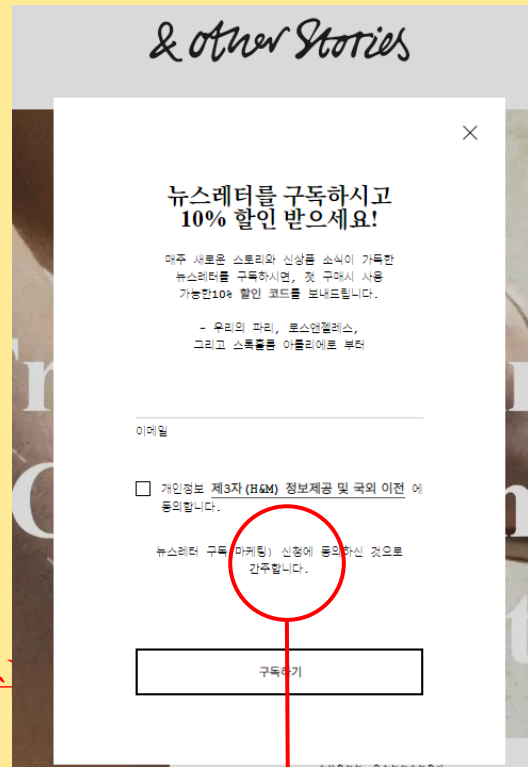 & other Stories
뉴스레터를 구독하시고
10% 할인 받으세요!
매주 새로운 스토리와 신상품 소식이 가득한
뉴스레터를 구독하시면, 첫 구매시 사용
가능한10% 할인 코드를 보내드립니다.
- 우리의 파리, 로스앤젤레스,
그리고 스톡홀름 아틀리에로 부터
이메일
개인정보 제3자(H&M) 정보제공 및 국외 이전 에
동의합니다.
뉴스레터 구독(마케팅) 신청에 동의하신 것으로
간주합니다.
구독하기